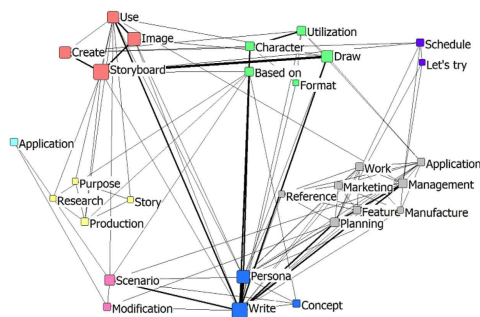 Use
Utilization
Image
Schedule
Character
Create
Draw
Let's try
Storyboard
Based on
Format
Application
Application
Work
Purpose
Marketing
Management
Research
Story
Reference
Feature
Manufacture
Production
Planning
Scenario
Persona
Modification
Write
Concept